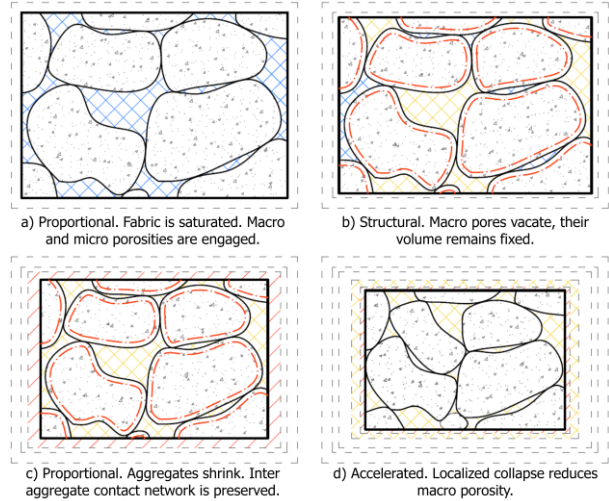 a) Proportional. Fabric is saturated. Macro
and micro porosities are engaged.
b) Structural. Macro pores vacate, their
volume remains fixed.
c) Proportional. Aggregates shrink. Inter
aggregate contact network is preserved.
d) Accelerated. Localized collapse reduces
macro porosity.